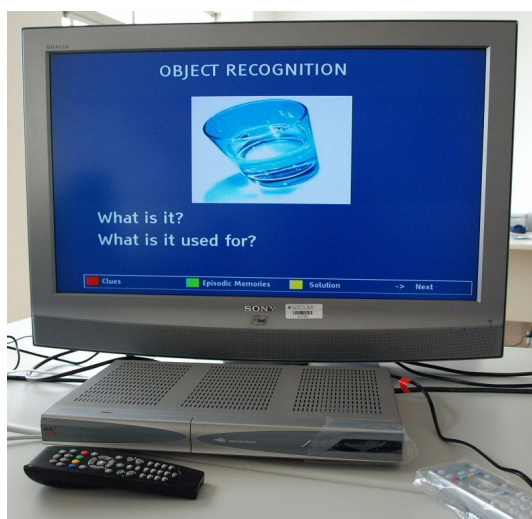 BRAVIA
OBJECT RECOGNITION
What is it?
What is it used for?
Clues
Episodic Memories
Solution
-> Next
SONY